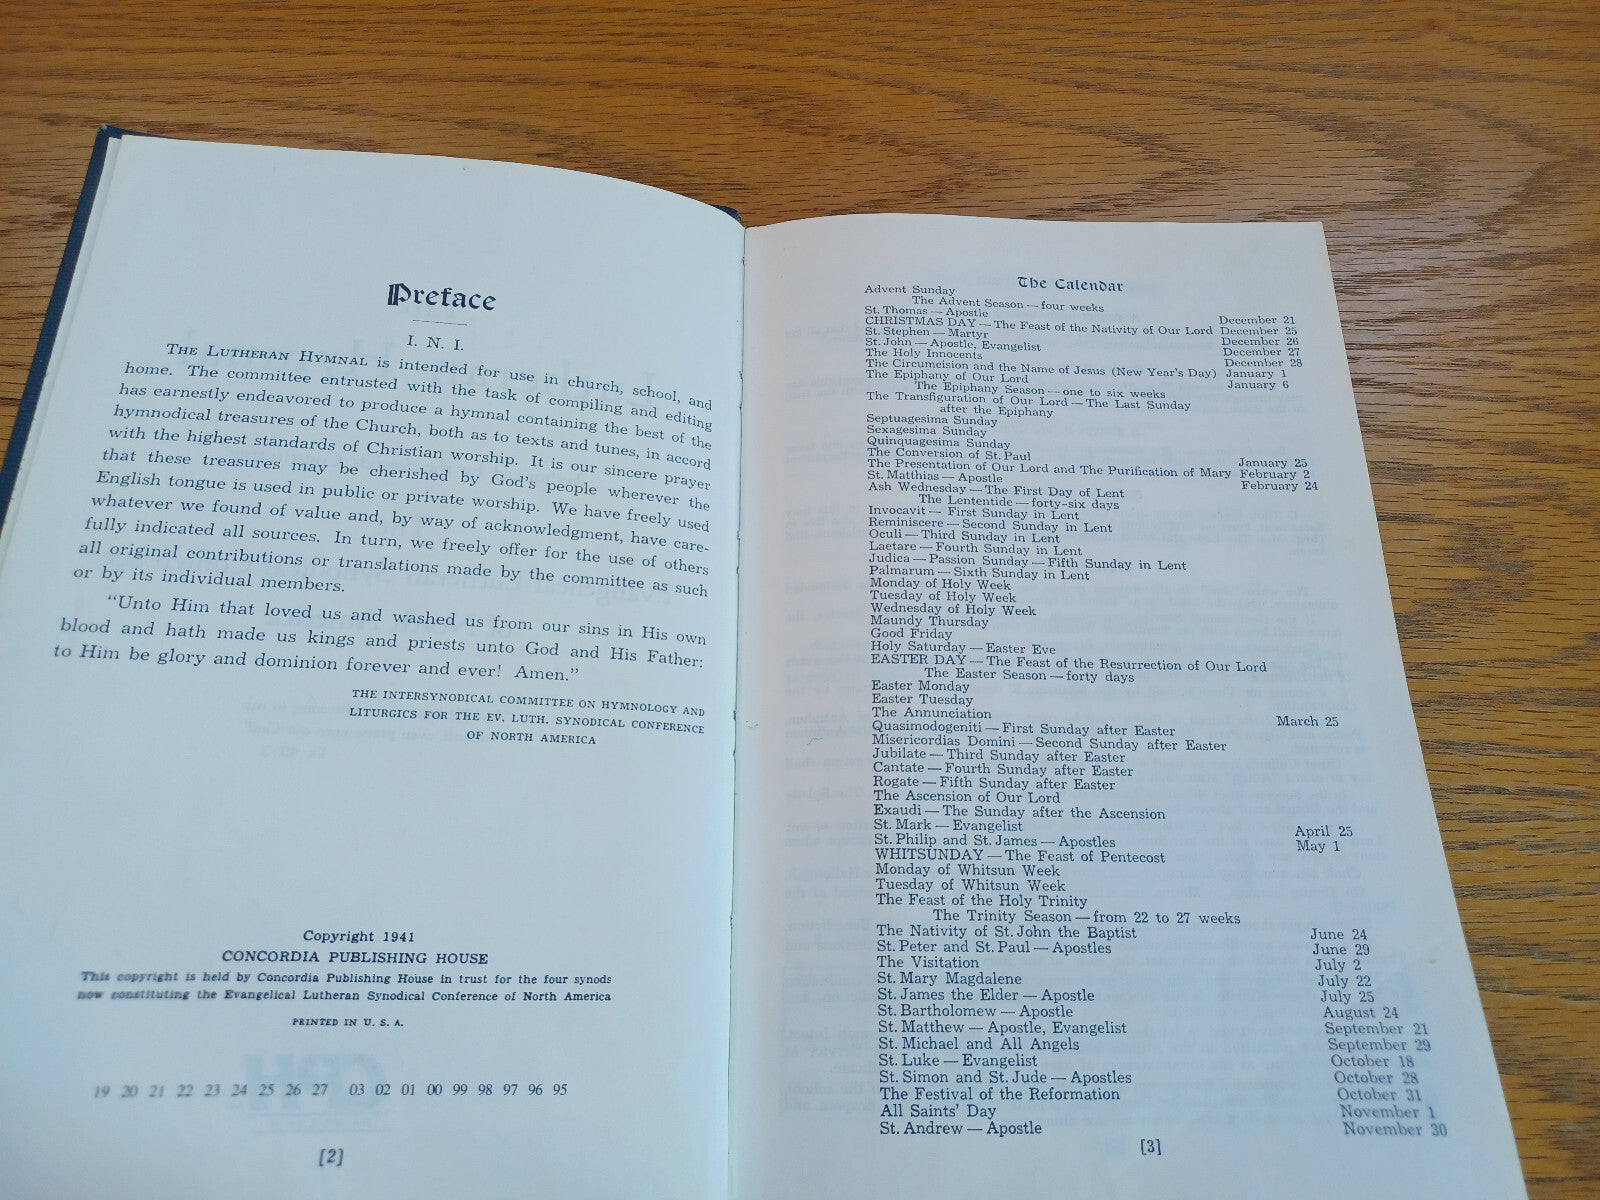 Preface
I. N. I.
The Lutheran Hymnal is intended for use in church, school, and
home. The committee entrusted with the task of compiling and editing
has earnestly endeavored to produce a hymnal containing the best of the
hymnodical treasures of the Church, both as to texts and tunes, in accord
with the highest standards of Christian worship. It is our sincere prayer
that these treasures may be cherished by God's people wherever the
English tongue is used in public or private worship. We have freely used
whatever we found of value and, by way of acknowledgment, have care-
fully indicated all sources. In turn, we freely offer for the use of others
all original contributions or translations made by the committee as such
or by its individual members.
"Unto Him that loved us and washed us from our sins in His own
blood and hath made us kings and priests unto God and His Father:
to Him be glory and dominion forever and ever! Amen."
THE INTERSYNODICAL COMMITTEE ON HYMNOLOGY AND
LITURGICS FOR THE EV. LUTH. SYNODICAL CONFERENCE
OF NORTH AMERICA
Copyright 1941
CONCORDIA PUBLISHING HOUSE
This copyright is held by Concordia Publishing House in trust for the four synods
now constituting the Evangelical Lutheran Synodical Conference of North America
PRINTED IN U. S. A.
19 20 21 22 23 24 25 26 27 03 02 01 00 99 98 97 96 95
[2]
The Calendar
Advent Sunday
The Advent Season — four weeks
St. Thomas — Apostle December 21
CHRISTMAS DAY — The Feast of the Nativity of Our Lord December 25
St. Stephen — Martyr December 26
St. John — Apostle, Evangelist December 27
The Holy Innocents December 28
The Circumcision and the Name of Jesus (New Year's Day) January 1
The Epiphany of Our Lord January 6
The Epiphany Season — one to six weeks
The Transfiguration of Our Lord — The Last Sunday
after the Epiphany
Septuagesima Sunday
Sexagesima Sunday
Quinquagesima Sunday
The Conversion of St. Paul January 25
The Presentation of Our Lord and The Purification of Mary February 2
St. Matthias — Apostle February 24
Ash Wednesday — The First Day of Lent
The Lententide — forty-six days
Invocavit — First Sunday in Lent
Reminiscere — Second Sunday in Lent
Oculi — Third Sunday in Lent
Laetare — Fourth Sunday in Lent
Judica — Passion Sunday — Fifth Sunday in Lent
Palmarum — Sixth Sunday in Lent
Monday of Holy Week
Tuesday of Holy Week
Wednesday of Holy Week
Maundy Thursday
Good Friday
Holy Saturday — Easter Eve
EASTER DAY — The Feast of the Resurrection of Our Lord
The Easter Season — forty days
Easter Monday
Easter Tuesday
The Annunciation March 25
Quasimodogeniti — First Sunday after Easter
Misericordias Domini — Second Sunday after Easter
Jubilate — Third Sunday after Easter
Cantate — Fourth Sunday after Easter
Rogate — Fifth Sunday after Easter
The Ascension of Our Lord
Exaudi — The Sunday after the Ascension
St. Mark — Evangelist April 25
St. Philip and St. James — Apostles May 1
WHITSUNDAY — The Feast of Pentecost
Monday of Whitsun Week
Tuesday of Whitsun Week
The Feast of the Holy Trinity
The Trinity Season — from 22 to 27 weeks
The Nativity of St. John the Baptist June 24
St. Peter and St. Paul — Apostles June 29
The Visitation July 2
St. Mary Magdalene July 22
St. James the Elder — Apostle July 25
St. Bartholomew — Apostle August 24
St. Matthew — Apostle, Evangelist September 21
St. Michael and All Angels September 29
St. Luke — Evangelist October 18
St. Simon and St. Jude — Apostles October 28
The Festival of the Reformation October 31
All Saints' Day November 1
St. Andrew — Apostle November 30
[3]